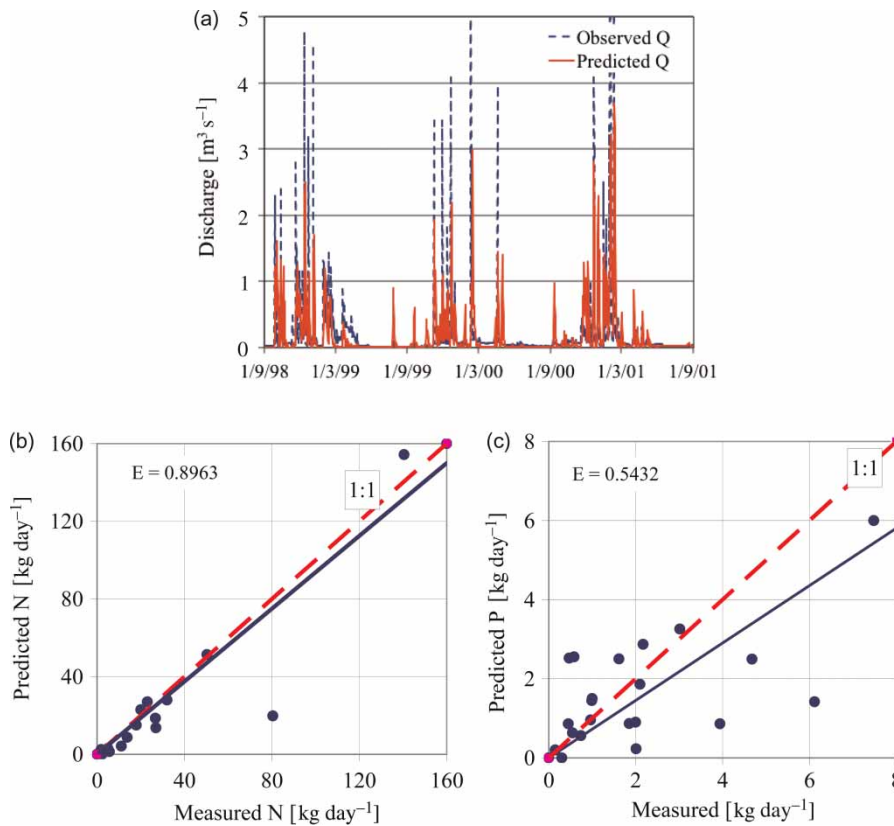 (a)
5
4
3
2
1
0
Discharge [m³ s⁻¹]
Observed Q
Predicted Q
1/9/98 1/3/99 1/9/99 1/3/00 1/9/00 1/3/01 1/9/01
(b)
160
120
80
40
0
Predicted N [kg day⁻¹]
E = 0.8963
1:1
0 40 80 120 160
Measured N [kg day⁻¹]
(c)
8
6
4
2
0
Predicted P [kg day⁻¹]
E = 0.5432
1:1
0 2 4 6 8
Measured [kg day⁻¹]